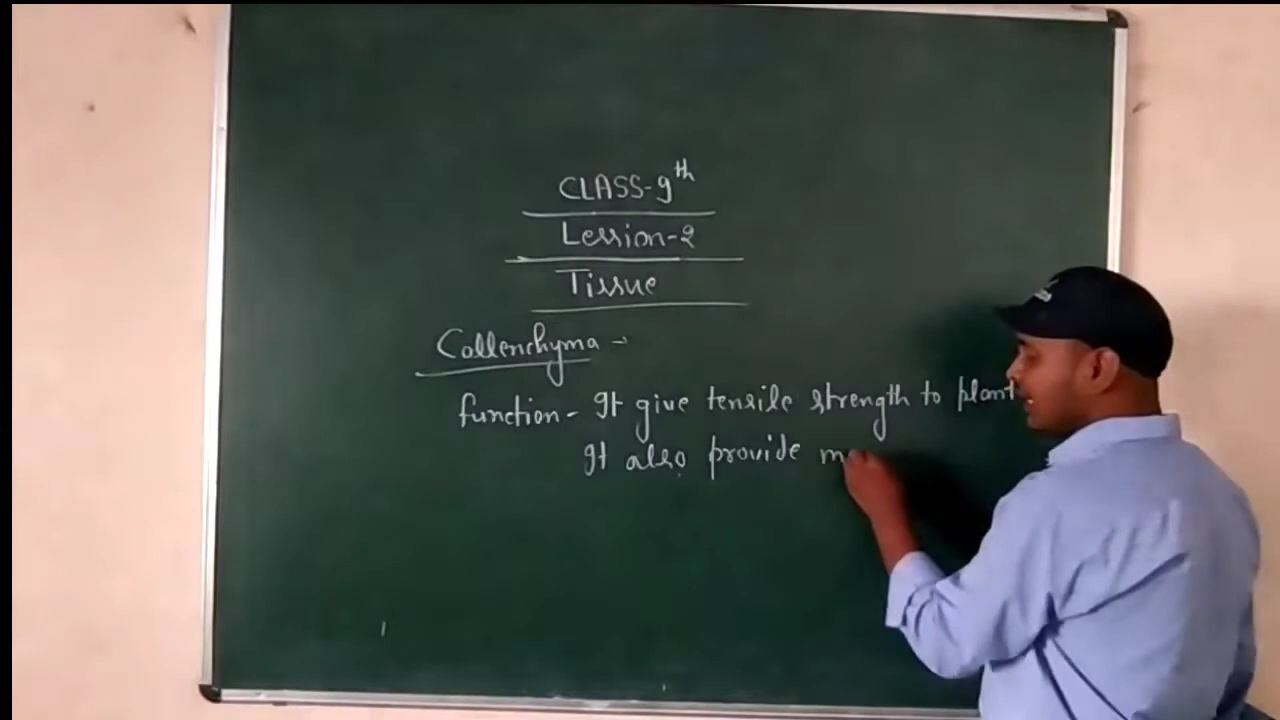 CLASS-9th
Lession-2
Tissue
Collenchyma -
function - It give tensile strength to plant
It also provide